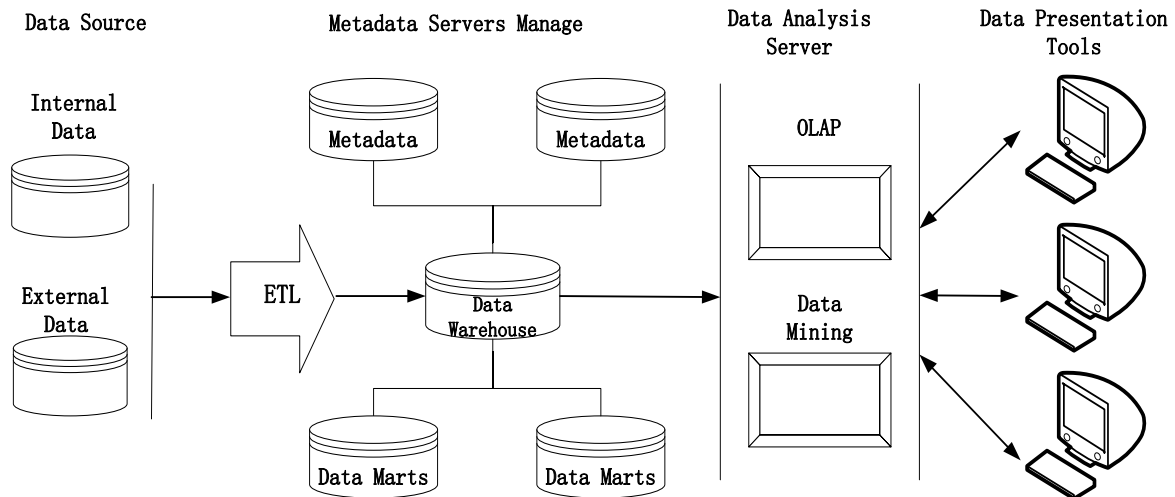 Data Source
Metadata Servers Manage
Data Analysis
Server
Data Presentation
Tools
Internal
Data
Metadata
Metadata
OLAP
External
Data
ETL
Data
Warehouse
Data
Mining
Data Marts
Data Marts